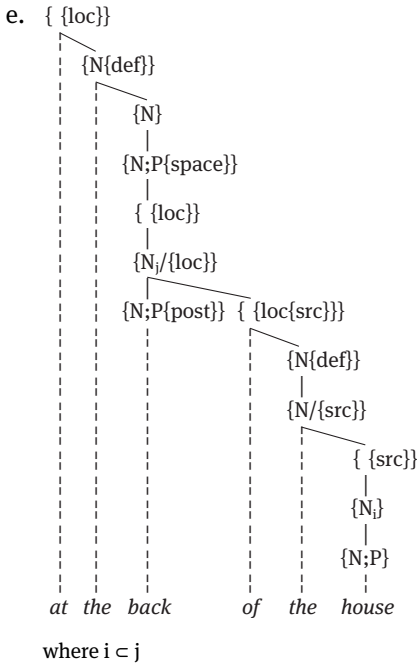 e. { {loc}}
{N{def}}
{N}
{N;P{space}}
{ {loc}}
{Nj/{loc}}
{N;P{post}} { {loc{src}}}
{N{def}}
{N/{src}}
{ {src}}
{Ni}
{N;P}
at the back of the house
where i ⊂ j